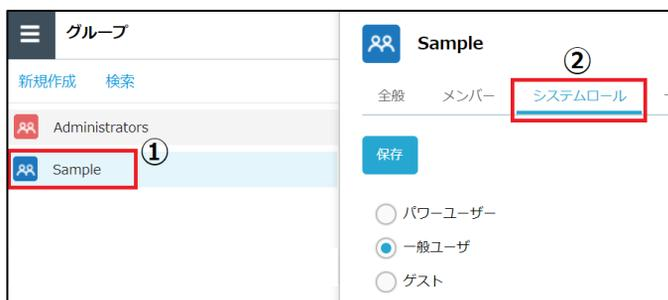 グループ
新規作成 検索
Administrators
①
Sample
Sample
②
全般 メンバー システムロール
保存
パワーユーザー
一般ユーザ
ゲスト